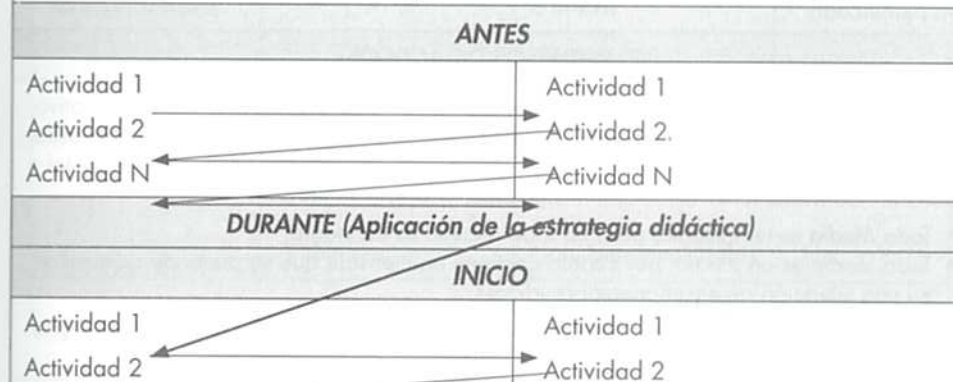 ANTES
Actividad 1 Actividad 1
Actividad 2 Actividad 2.
Actividad N Actividad N
DURANTE (Aplicación de la estrategia didáctica)
INICIO
Actividad 1 Actividad 1
Actividad 2 Actividad 2